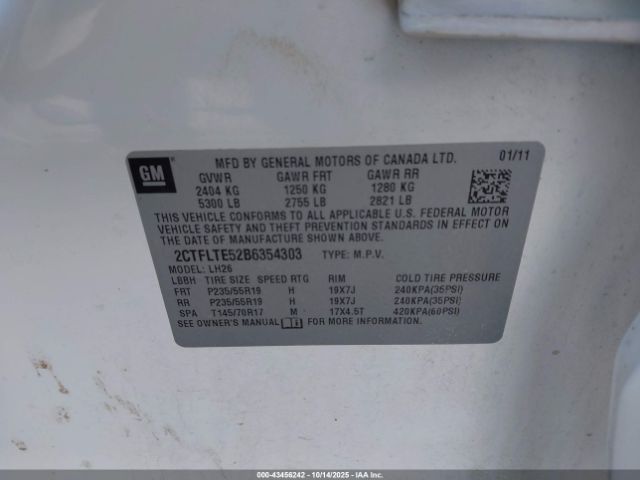 MFD BY GENERAL MOTORS OF CANADA LTD. 01/11
GM
GVWR GAWR FRT GAWR RR
2404 KG 1250 KG 1280 KG
5300 LB 2755 LB 2821 LB
THIS VEHICLE CONFORMS TO ALL APPLICABLE U.S. FEDERAL MOTOR
VEHICLE SAFETY AND THEFT PREVENTION STANDARDS IN EFFECT ON
THE DATE OF MANUFACTURE SHOWN ABOVE.
2CTFLTE52B6354303 TYPE: M.P.V.
MODEL: LH26
LBBH TIRE SIZE SPEED RTG RIM COLD TIRE PRESSURE
FRT P235/55R19 H 19X7J 240KPA(35PSI)
RR P235/55R19 H 19X7J 240KPA(35PSI)
SPA T145/70R17 M 17X4.5T 420KPA(60PSI)
SEE OWNER'S MANUAL FOR MORE INFORMATION.
000-43456242 - 10/14/2025 - IAAI.CA